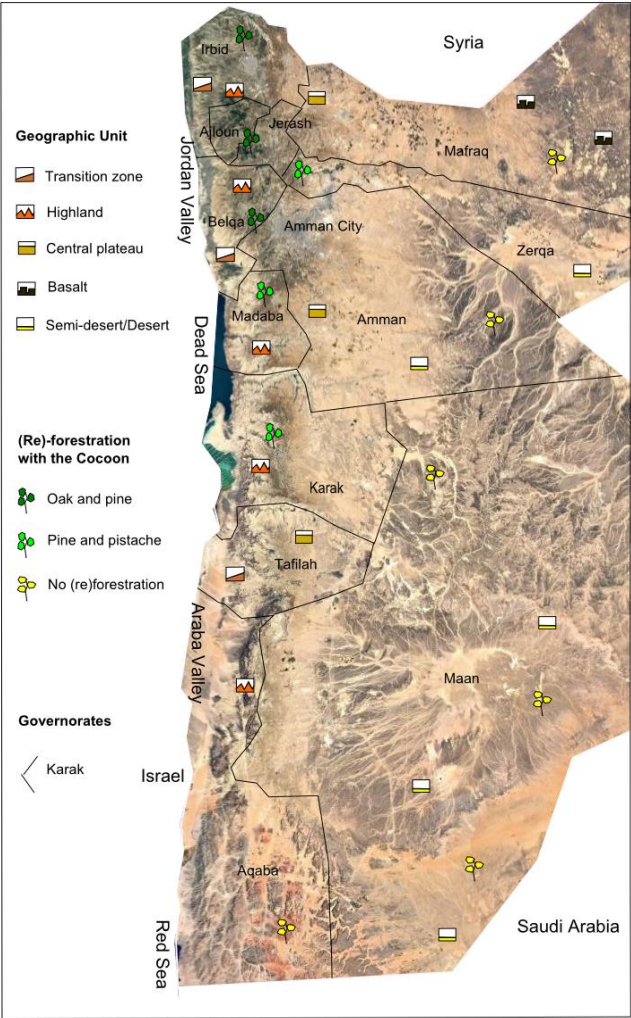 Geographic Unit
Transition zone
Highland
Central plateau
Basalt
Semi-desert/Desert
(Re)-forestration
with the Cocoon
Oak and pine
Pine and pistache
No (re)forestration
Governorates
Karak
Syria
Irbid
Ajloun
Jerash
Mafraq
Jordan Valley
Belqa
Amman City
Zerqa
Madaba
Amman
Dead Sea
Karak
Tafilah
Araba Valley
Maan
Israel
Aqaba
Red Sea
Saudi Arabia